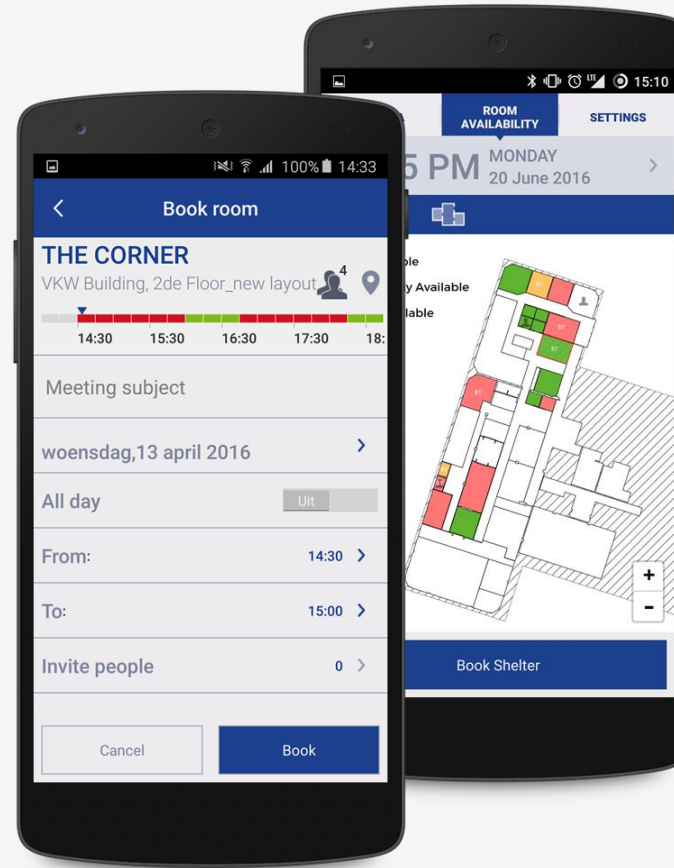 100% 14:33
Book room
THE CORNER
VKW Building, 2de Floor_new layout
4
14:30 15:30 16:30 17:30 18:
Meeting subject
woensdag,13 april 2016
All day
Uit
From: 14:30
To: 15:00
Invite people 0
Cancel
Book
LTE 15:10
ROOM
AVAILABILITY
SETTINGS
5 PM
MONDAY
20 June 2016
ble
ly Available
ilable
+
-
Book Shelter